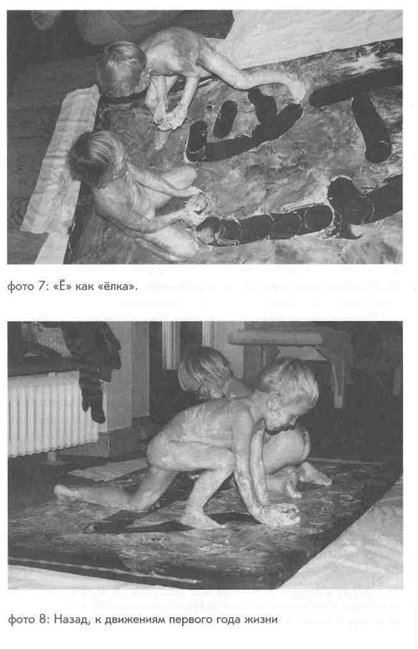 фото 7: «Ё» как «ёлка».
фото 8: Назад, к движениям первого года жизни